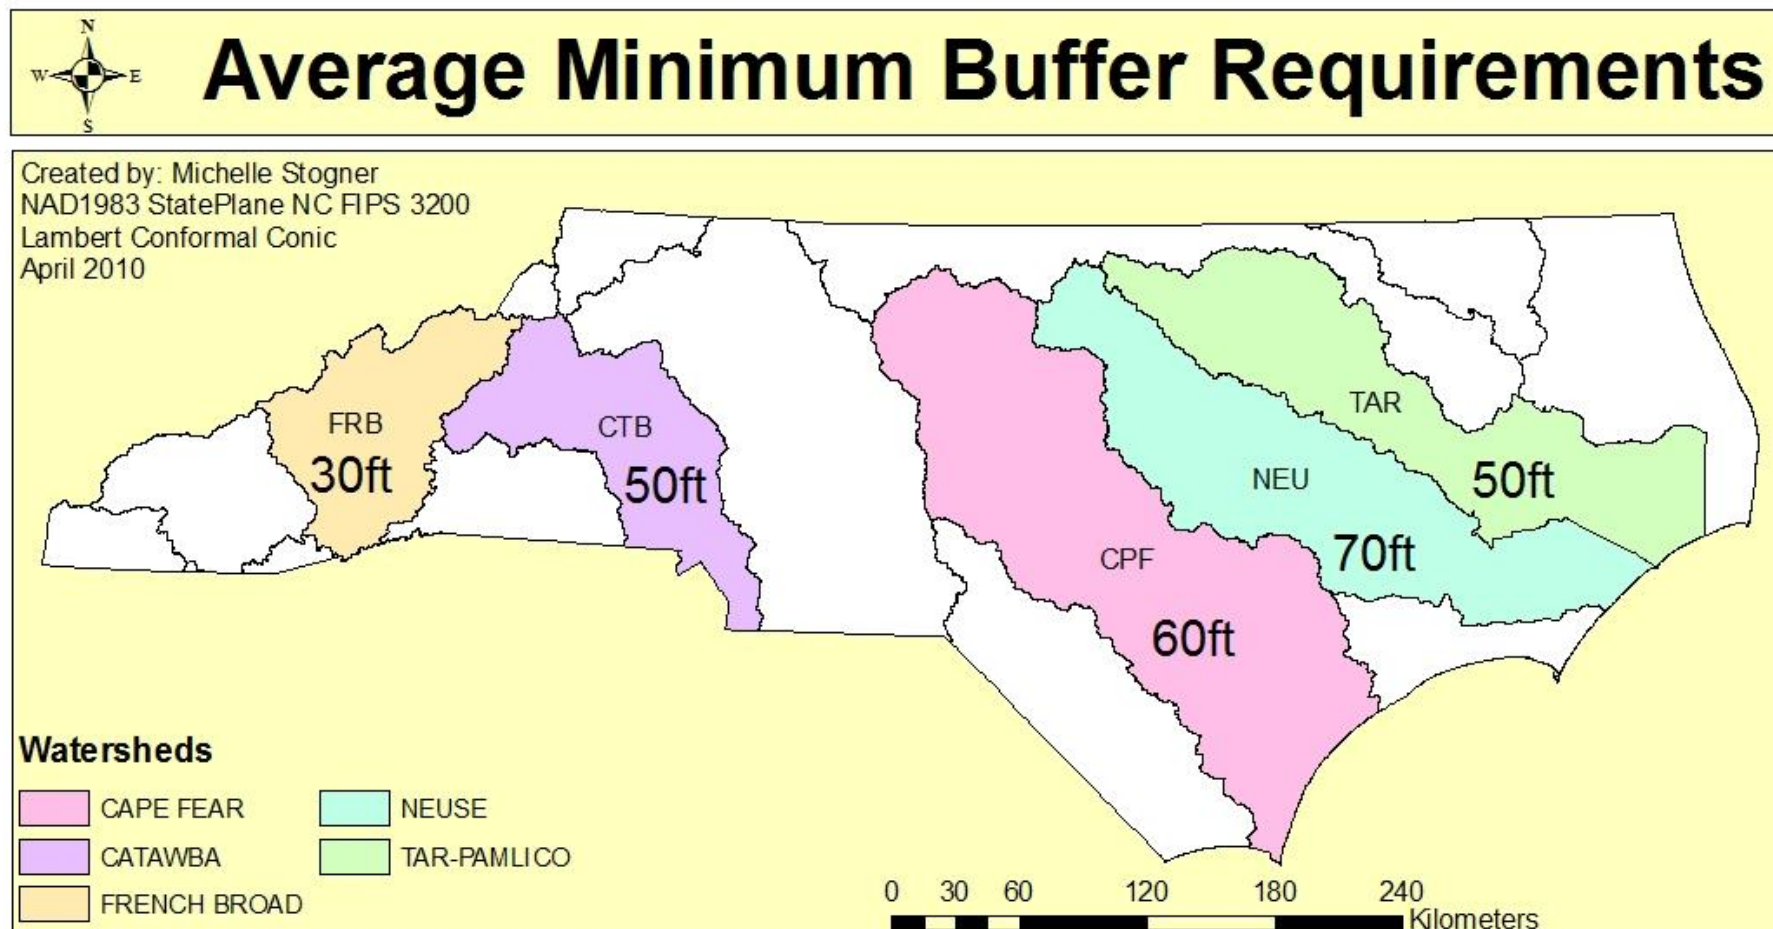 N
W E
S
Average Minimum Buffer Requirements
Created by: Michelle Stogner
NAD1983 StatePlane NC FIPS 3200
Lambert Conformal Conic
April 2010
FRB
30ft
CTB
50ft
CPF
60ft
NEU
70ft
TAR
50ft
Watersheds
CAPE FEAR
CATAWBA
FRENCH BROAD
NEUSE
TAR-PAMLICO
0 30 60 120 180 240
Kilometers